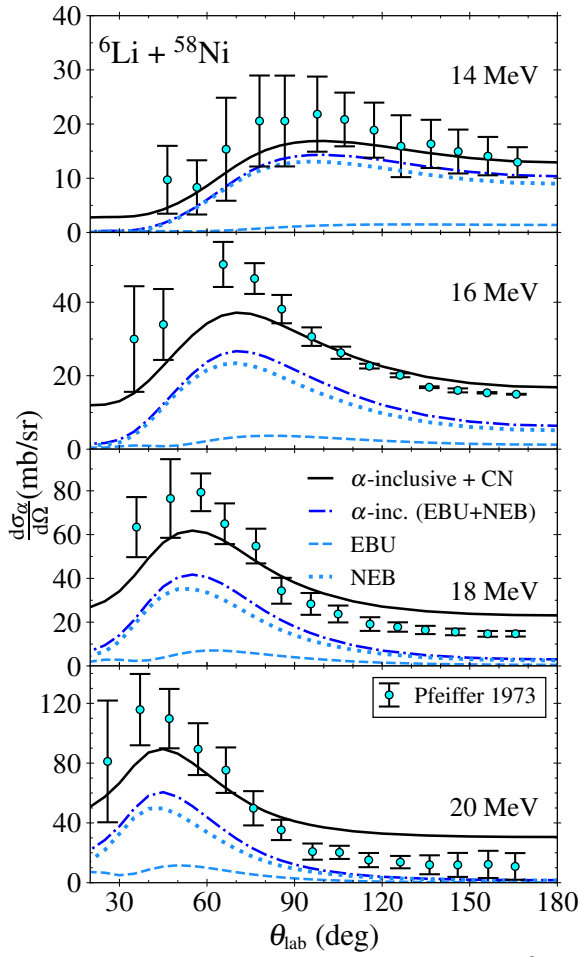 ⁶Li + ⁵⁸Ni
14 MeV
40
30
20
10
0
16 MeV
40
20
0
dσα/dΩ (mb/sr)
α-inclusive + CN
α-inc. (EBU+NEB)
EBU
NEB
18 MeV
80
60
40
20
0
Pfeiffer 1973
20 MeV
120
80
40
0
30 60 90 120 150 180
θlab (deg)